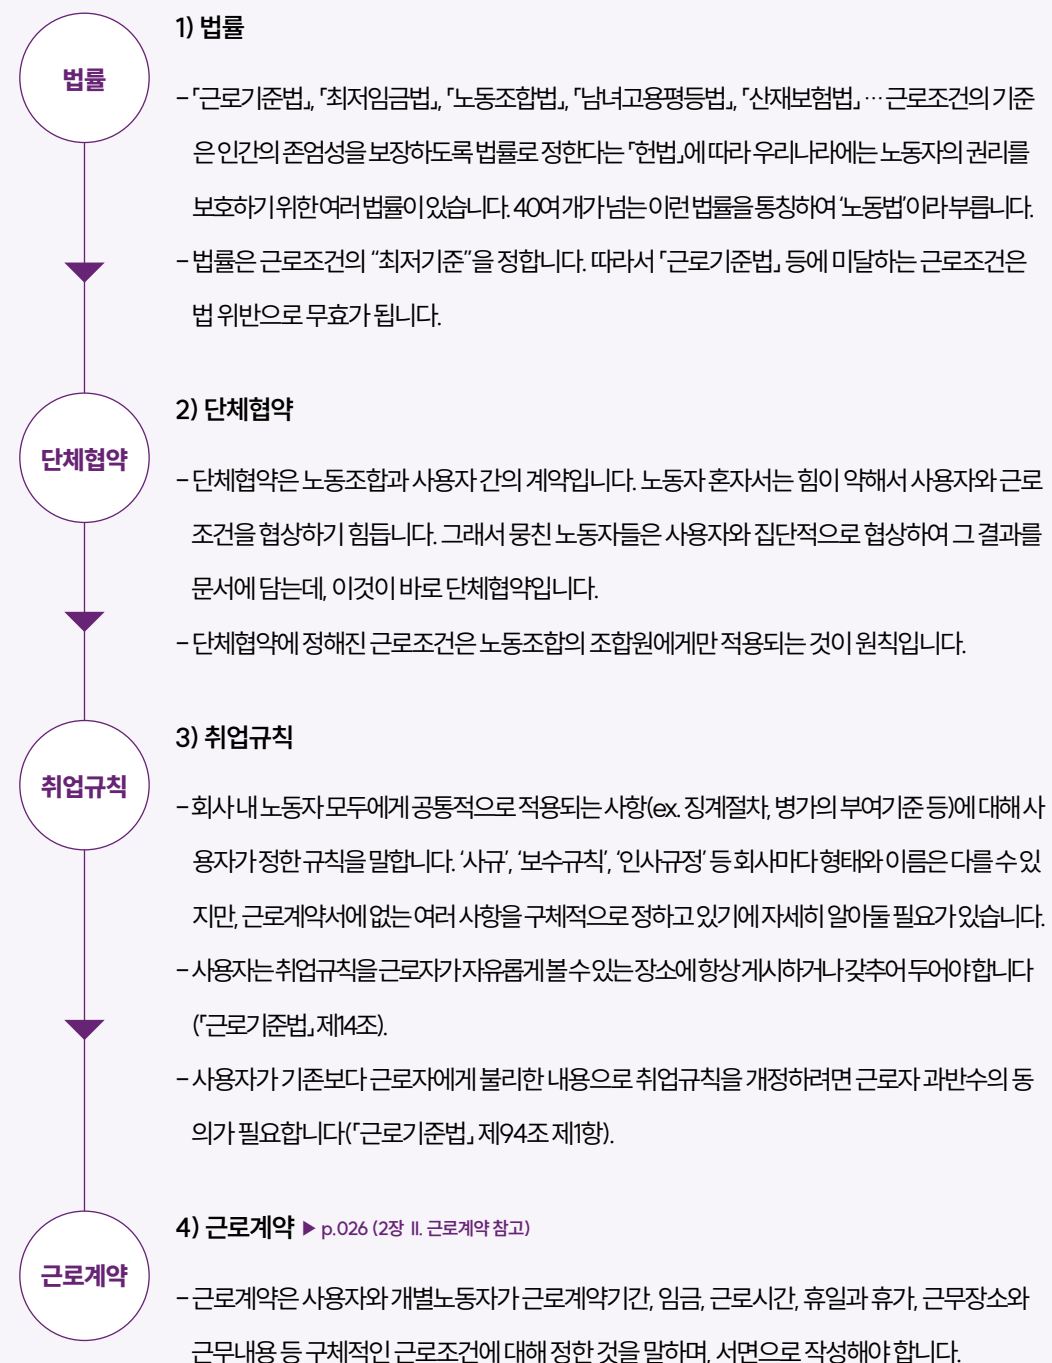 법률
1) 법률
– 「근로기준법」, 「최저임금법」, 「노동조합법」, 「남녀고용평등법」, 「산재보험법」 … 근로조건의 기준
은 인간의 존엄성을 보장하도록 법률로 정한다는 「헌법」에 따라 우리나라에는 노동자의 권리를
보호하기 위한 여러 법률이 있습니다. 40여 개가 넘는 이런 법률을 통칭하여 ‘노동법’이라 부릅니다.
– 법률은 근로조건의 “최저기준”을 정합니다. 따라서 「근로기준법」 등에 미달하는 근로조건은
법 위반으로 무효가 됩니다.
단체협약
2) 단체협약
– 단체협약은 노동조합과 사용자 간의 계약입니다. 노동자 혼자서는 힘이 약해서 사용자와 근로
조건을 협상하기 힘듭니다. 그래서 뭉친 노동자들은 사용자와 집단적으로 협상하여 그 결과를
문서에 담는데, 이것이 바로 단체협약입니다.
– 단체협약에 정해진 근로조건은 노동조합의 조합원에게만 적용되는 것이 원칙입니다.
취업규칙
3) 취업규칙
– 회사 내 노동자 모두에게 공통적으로 적용되는 사항(ex. 징계절차, 병가의 부여기준 등)에 대해 사
용자가 정한 규칙을 말합니다. ‘사규’, ‘보수규칙’, ‘인사규정’ 등 회사마다 형태와 이름은 다를 수 있
지만, 근로계약서에 없는 여러 사항을 구체적으로 정하고 있기에 자세히 알아둘 필요가 있습니다.
– 사용자는 취업규칙을 근로자가 자유롭게 볼 수 있는 장소에 항상 게시하거나 갖추어 두어야 합니다
(「근로기준법」 제14조).
– 사용자가 기존보다 근로자에게 불리한 내용으로 취업규칙을 개정하려면 근로자 과반수의 동
의가 필요합니다(「근로기준법」 제94조 제1항).
근로계약
4) 근로계약 ▶ p.026 (2장 Ⅱ. 근로계약 참고)
– 근로계약은 사용자와 개별노동자가 근로계약기간, 임금, 근로시간, 휴일과 휴가, 근무장소와
근무내용 등 구체적인 근로조건에 대해 정한 것을 말하며, 서면으로 작성해야 합니다.